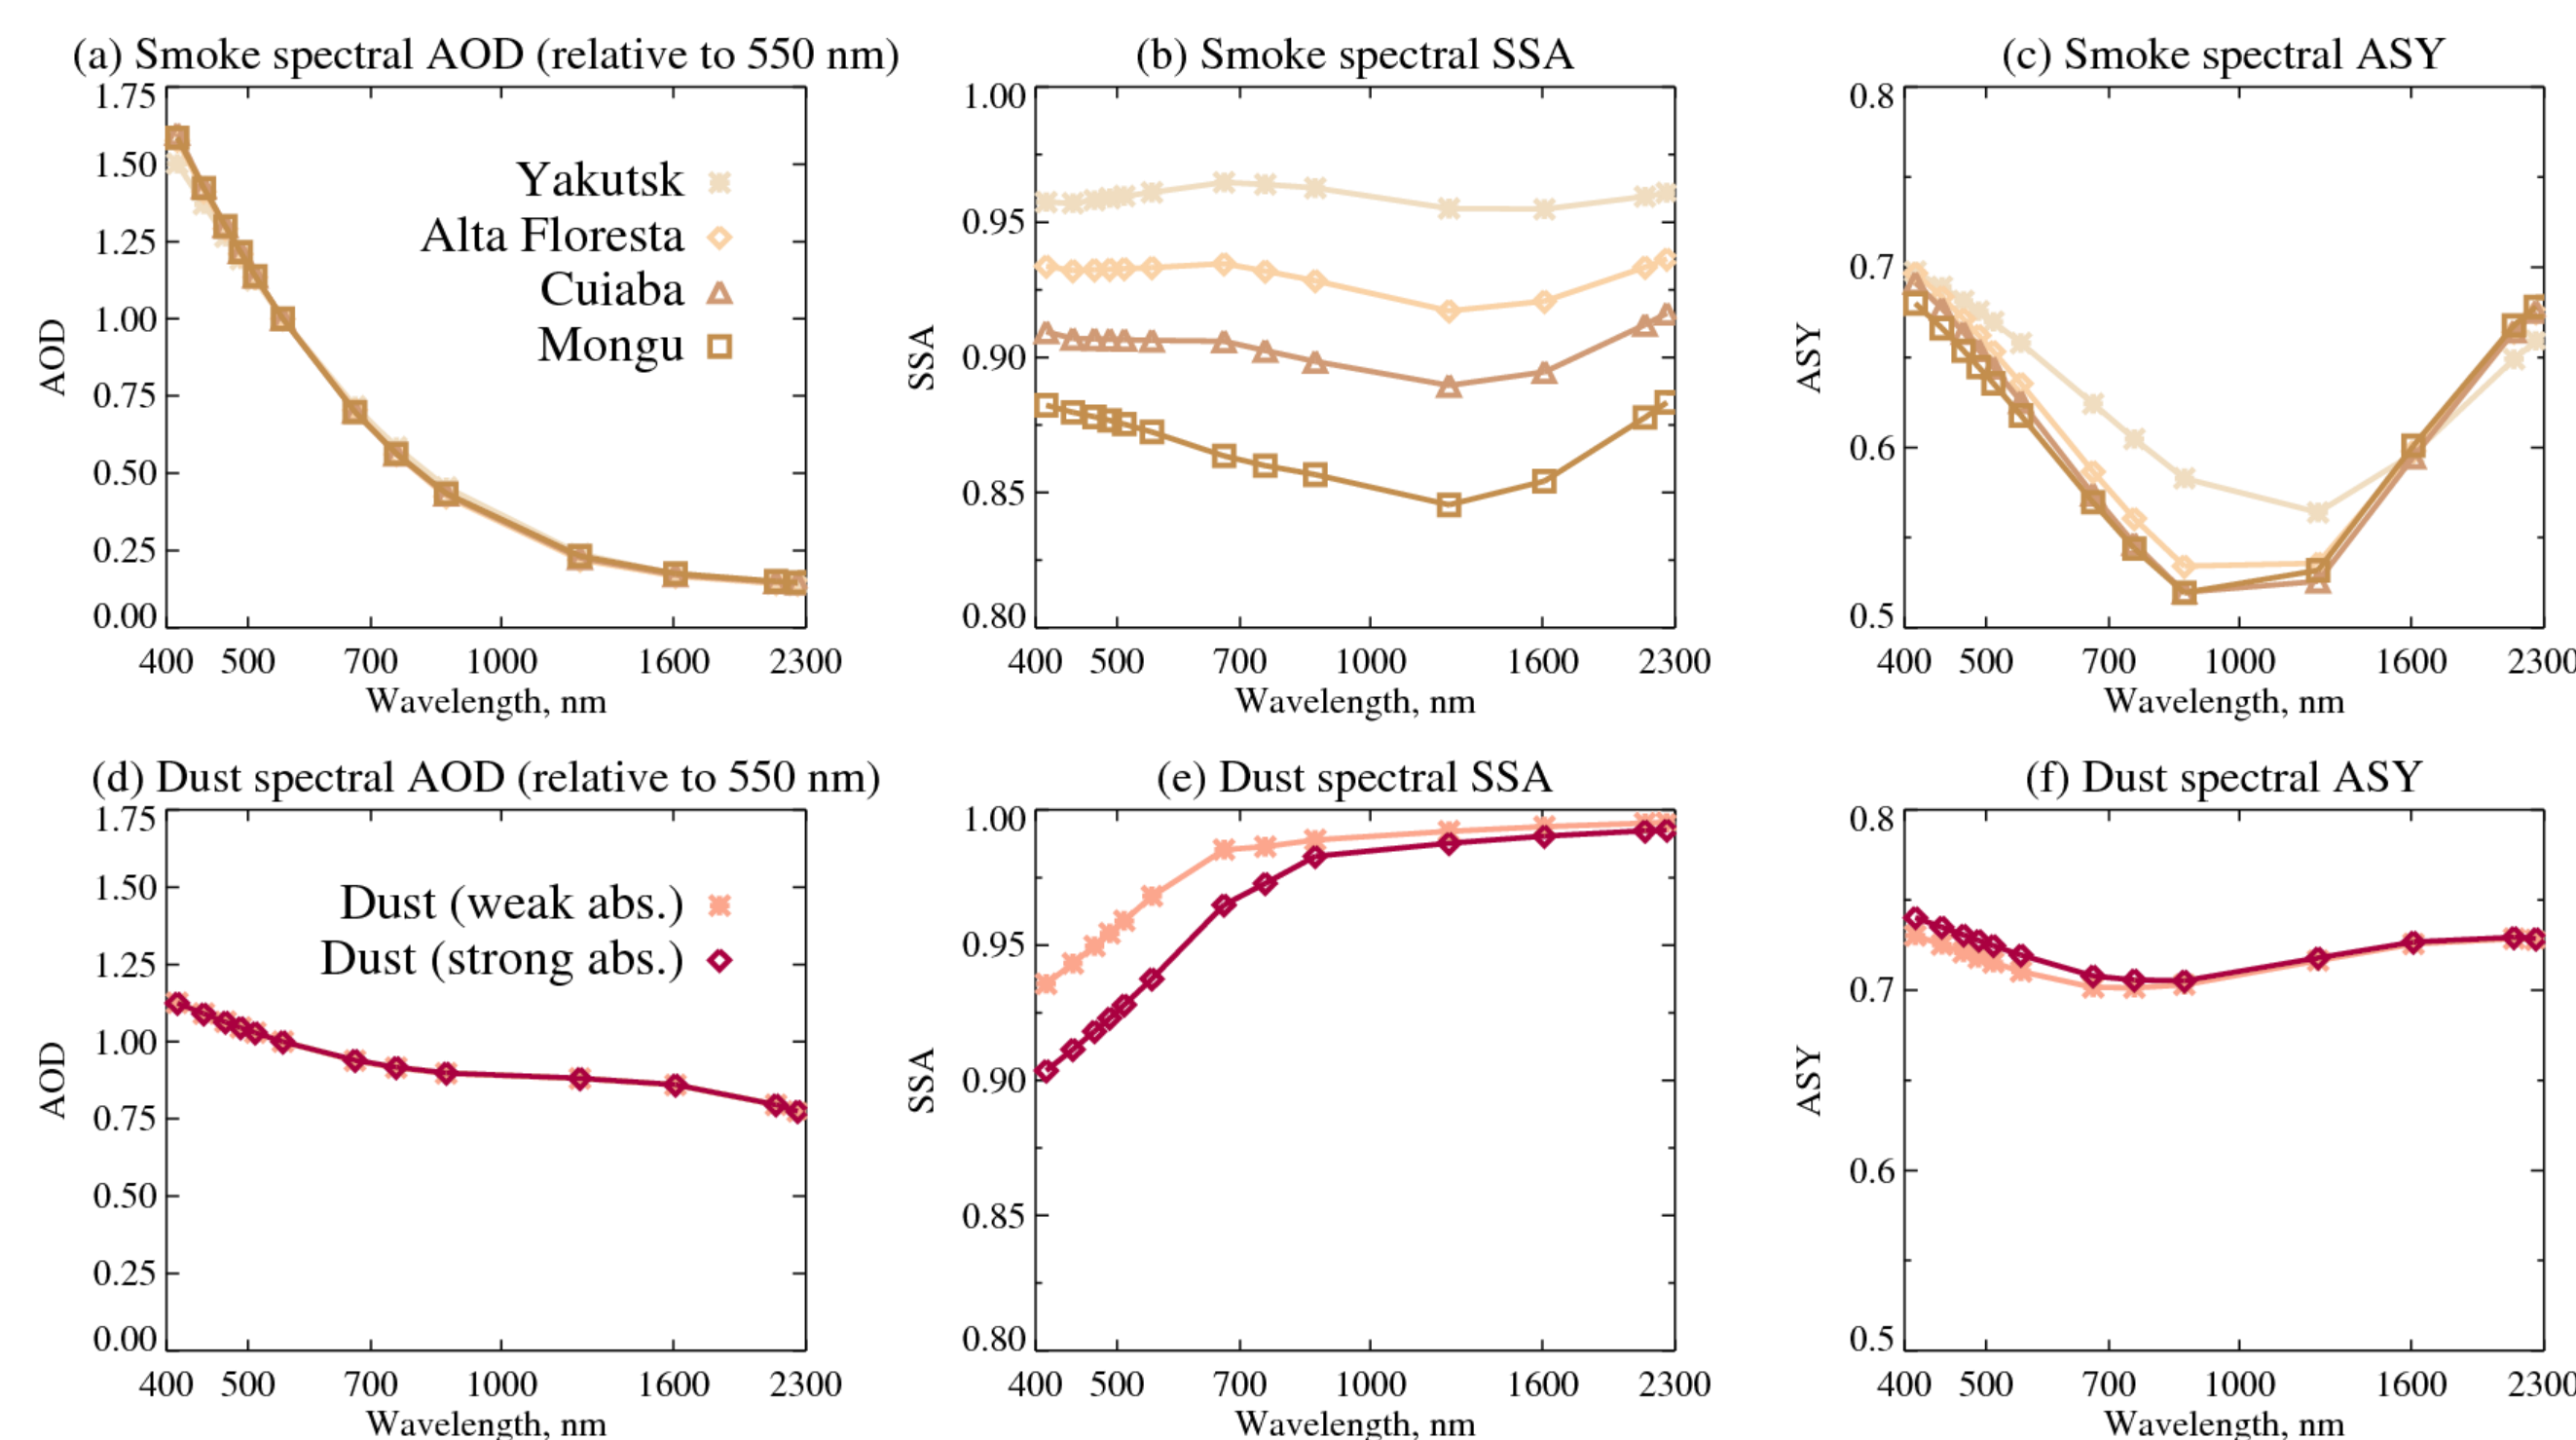 (a) Smoke spectral AOD (relative to 550 nm)
1.75
1.50
1.25
1.00
0.75
0.50
0.25
0.00
AOD
Yakutsk
Alta Floresta
Cuiaba
Mongu
400 500 700 1000 1600 2300
Wavelength, nm
(b) Smoke spectral SSA
1.00
0.95
0.90
0.85
0.80
SSA
400 500 700 1000 1600 2300
Wavelength, nm
(c) Smoke spectral ASY
0.8
0.7
0.6
0.5
ASY
400 500 700 1000 1600 2300
Wavelength, nm
(d) Dust spectral AOD (relative to 550 nm)
1.75
1.50
1.25
1.00
0.75
0.50
0.25
0.00
AOD
Dust (weak abs.)
Dust (strong abs.)
400 500 700 1000 1600 2300
Wavelength, nm
(e) Dust spectral SSA
1.00
0.95
0.90
0.85
0.80
SSA
400 500 700 1000 1600 2300
Wavelength, nm
(f) Dust spectral ASY
0.8
0.7
0.6
0.5
ASY
400 500 700 1000 1600 2300
Wavelength, nm